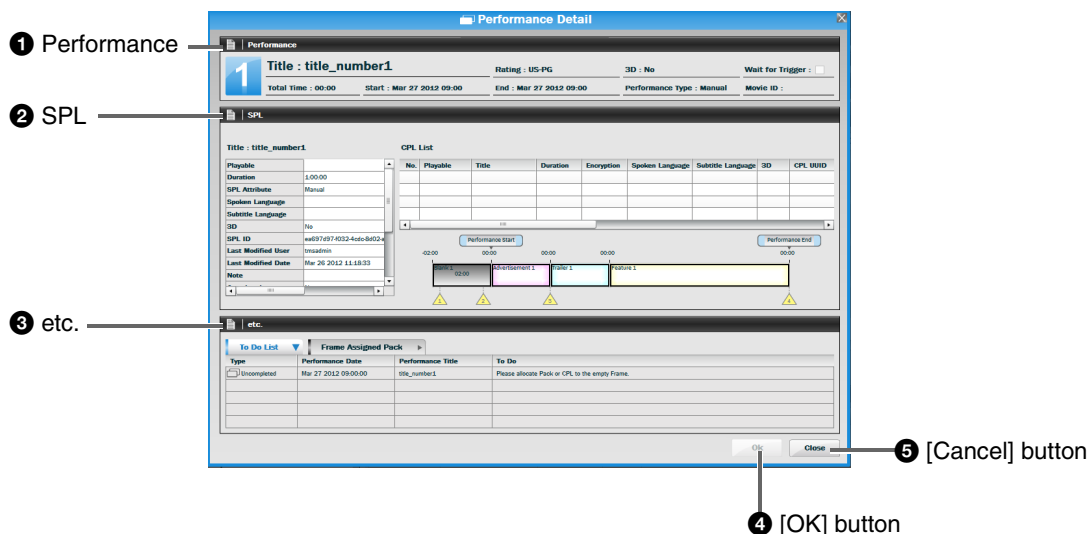 Performance Detail
❶ Performance
Performance
1
Title : title_number1
Rating : US-PG
3D : No
Wait for Trigger :
Total Time : 00:00
Start : Mar 27 2012 09:00
End : Mar 27 2012 09:00
Performance Type : Manual
Movie ID :
❷ SPL
SPL
Title : title_number1
CPL List
Playable
Duration 1:00:00
SPL Attribute Manual
Spoken Language
Subtitle Language
3D No
SPL ID
Last Modified User tmsadmin
Last Modified Date Mar 26 2012 11:18:33
Note
No. Playable Title Duration Encryption Spoken Language Subtitle Language 3D CPL UUID
Performance Start
Performance End
-02:00 00:00 00:00 00:00 00:00
Blank 1 02:00
Advertisement 1
Trailer 1
Feature 1
1 2 3 4
❸ etc.
etc.
To Do List
Frame Assigned Pack
Type Performance Date Performance Title To Do
Uncompleted Mar 27 2012 09:00:00 title_number1 Please allocate Pack or CPL to the empty Frame.
Ok
Close
❺ [Cancel] button
❹ [OK] button